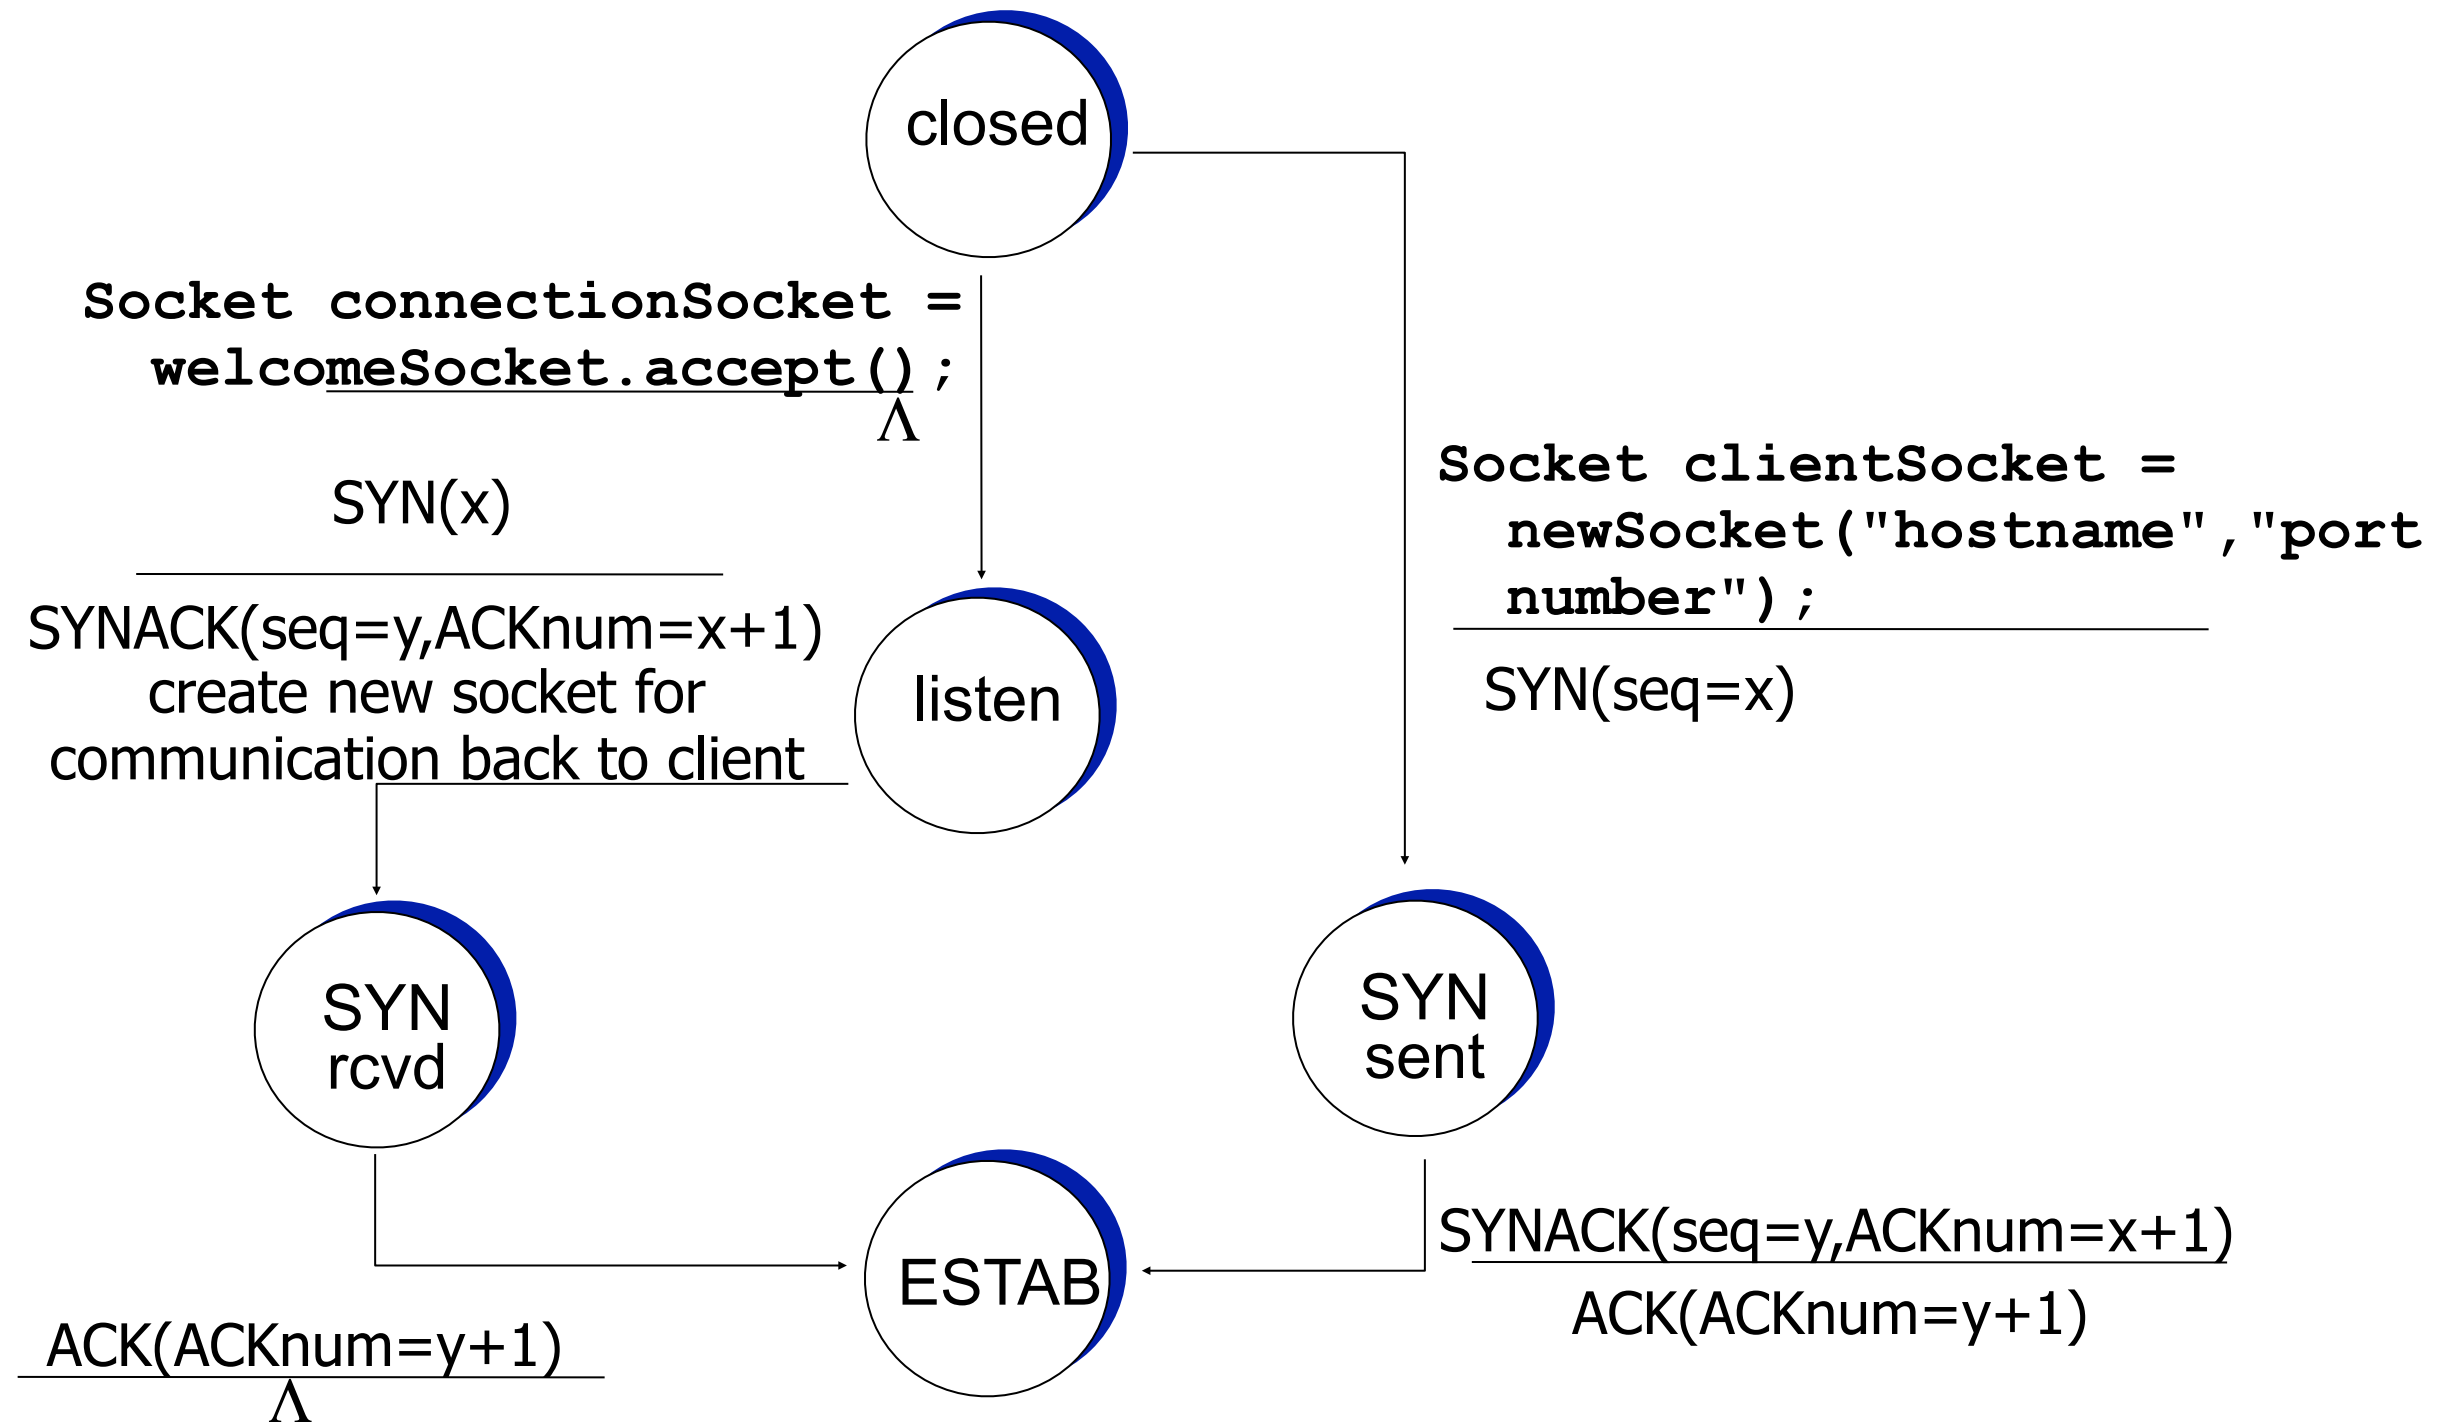 closed
Socket connectionSocket =
welcomeSocket.accept();
Λ
SYN(x)
SYNACK(seq=y,ACKnum=x+1)
create new socket for
communication back to client
listen
Socket clientSocket =
newSocket("hostname","port
number");
SYN(seq=x)
SYN
rcvd
SYN
sent
ESTAB
SYNACK(seq=y,ACKnum=x+1)
ACK(ACKnum=y+1)
ACK(ACKnum=y+1)
Λ